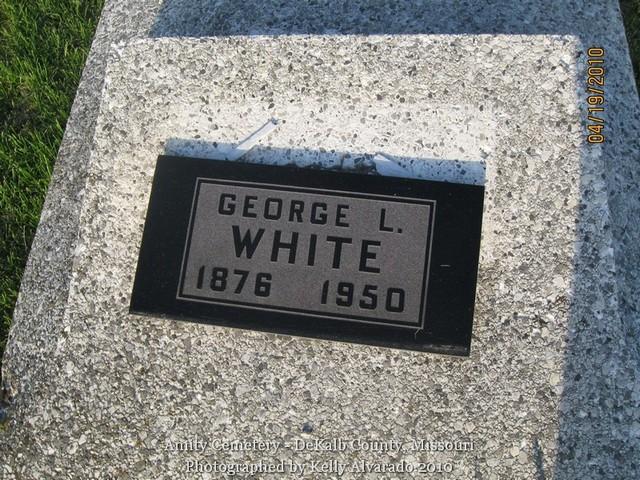 GEORGE L.
WHITE
1876 1950
04/19/2010
Amity Cemetery - DeKalb County, Missouri
Photographed by Kelly Alvarado 2010